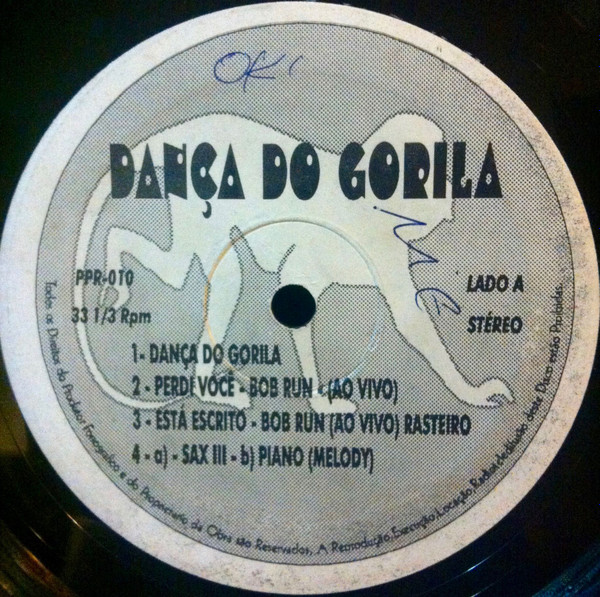 OK
DANÇA DO GORILA
PPR-010
33 1/3 Rpm
LADO A
STÉREO
1- DANÇA DO GORILA
2 - PERDI VOCÊ - BOB RUN - (AO VIVO)
3 - ESTÁ ESCRITO - BOB RUN (AO VIVO) RASTEIRO
4 - a) - SAX III - b) PIANO (MELODY)
Todos os Direitos do Produtor Fonográfico e do Proprietário da Obra são Reservados. A Reprodução, Execução, Locação, Radiodifusão deste Disco estão Proibidas.